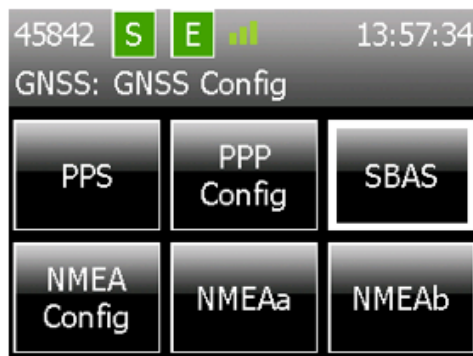 45842 S E 13:57:34
GNSS: GNSS Config
PPS
PPP
Config
SBAS
NMEA
Config
NMEAa
NMEAb